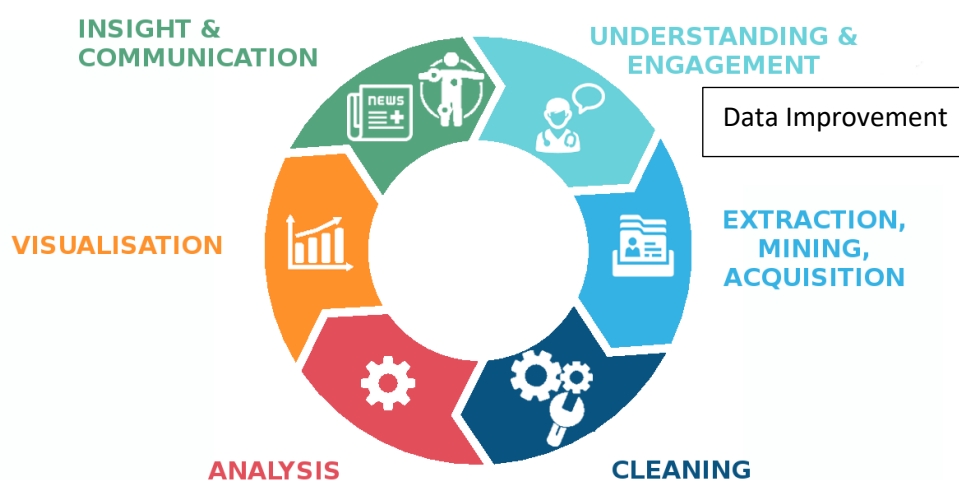 INSIGHT &
COMMUNICATION
UNDERSTANDING &
ENGAGEMENT
Data Improvement
NEWS
VISUALISATION
EXTRACTION,
MINING,
ACQUISITION
ANALYSIS
CLEANING